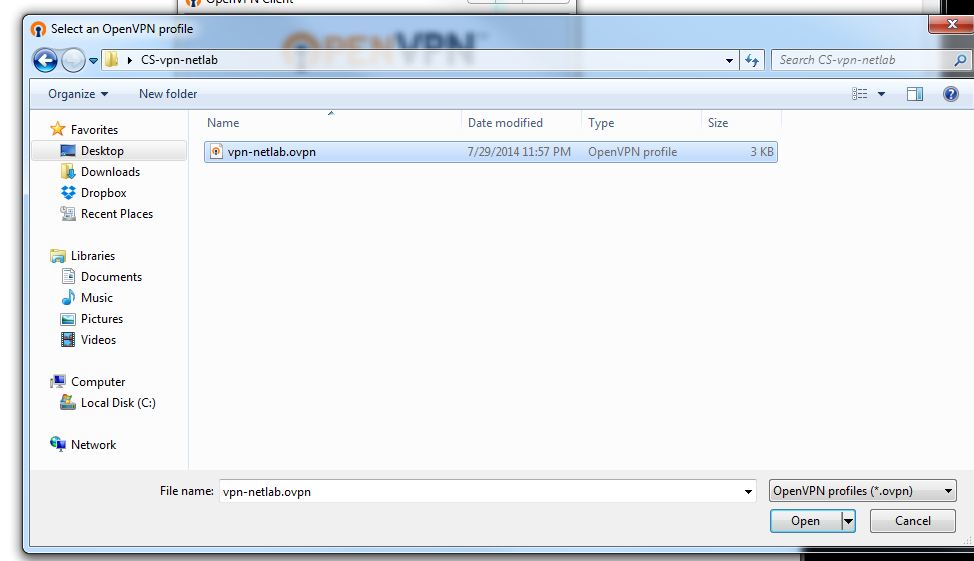 OpenVPN Client
Select an OpenVPN profile
OPENVPN™
CS-vpn-netlab
Search CS-vpn-netlab
Organize
New folder
Name
Date modified
Type
Size
Favorites
Desktop
Downloads
Dropbox
Recent Places
Libraries
Documents
Music
Pictures
Videos
Computer
Local Disk (C:)
Network
vpn-netlab.ovpn
7/29/2014 11:57 PM
OpenVPN profile
3 KB
File name:
vpn-netlab.ovpn
OpenVPN profiles (*.ovpn)
Open
Cancel